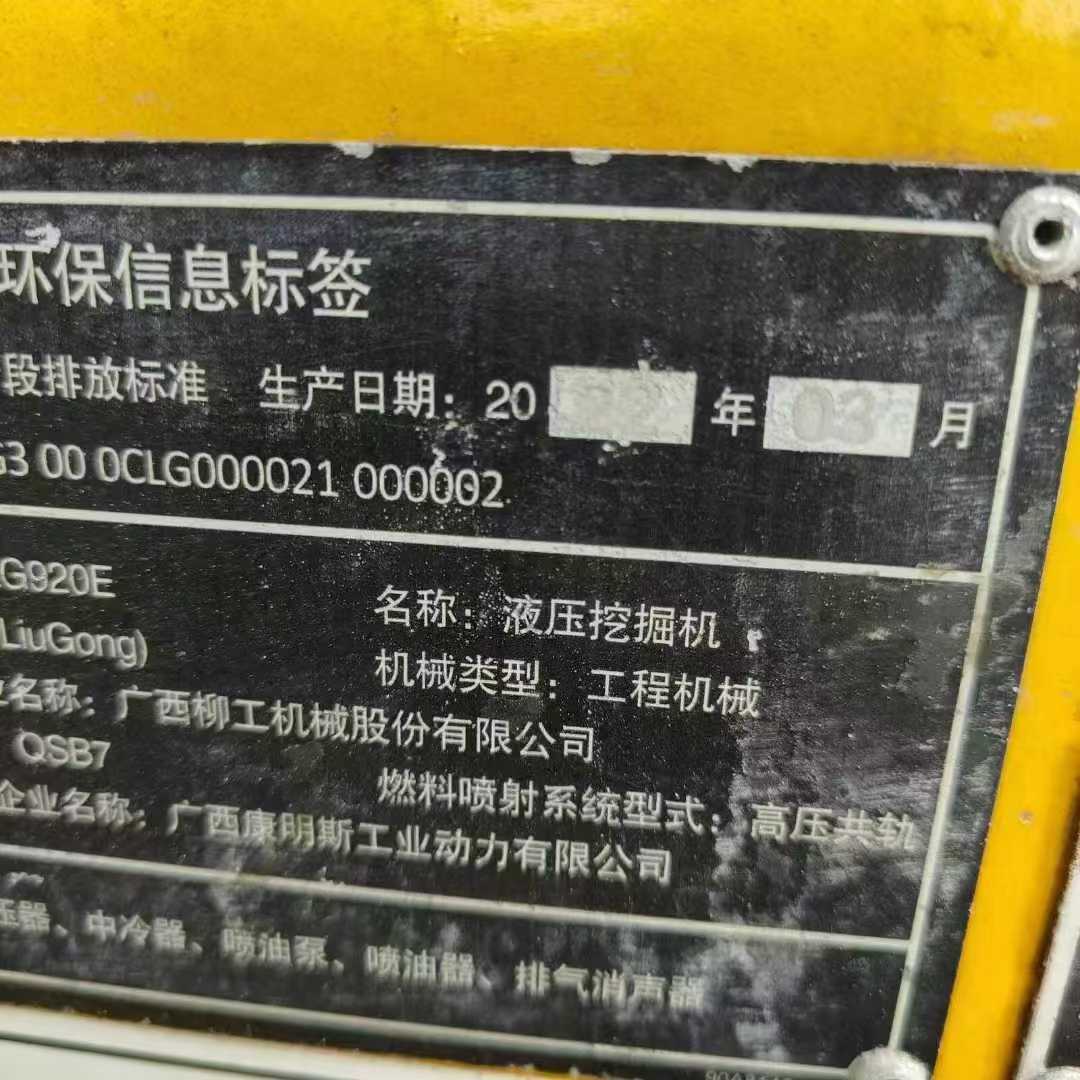 环保信息标签
段排放标准 生产日期：20 22 年 03 月
G3 00 0CLG000021 000002
G920E 名称：液压挖掘机
(LiuGong) 机械类型：工程机械
业名称：广西柳工机械股份有限公司
QSB7 燃料喷射系统型式：高压共轨
企业名称：广西康明斯工业动力有限公司
压器、中冷器、喷油泵、喷油器、排气消声器